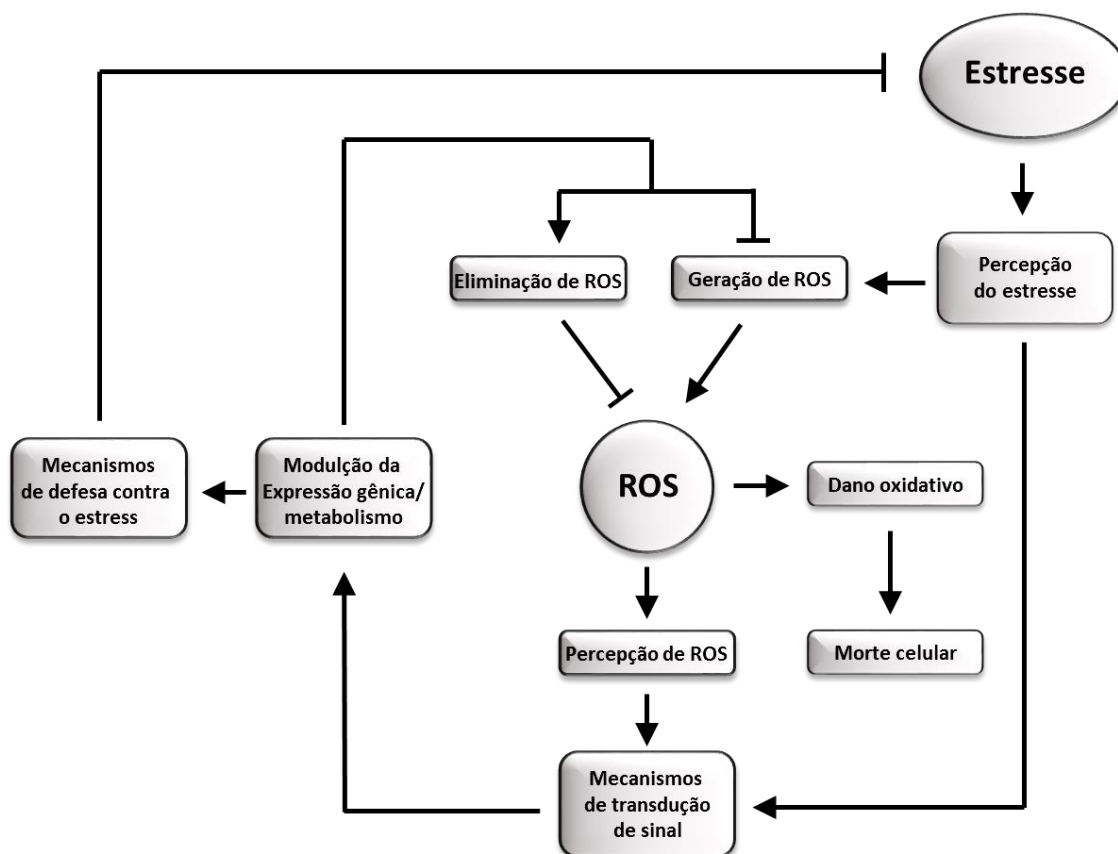 Estresse
Percepção
do estresse
Eliminação de ROS
Geração de ROS
Mecanismos
de defesa contra
o estress
Modulção da
Expressão gênica/
metabolismo
ROS
Dano oxidativo
Percepção de ROS
Morte celular
Mecanismos
de transdução
de sinal